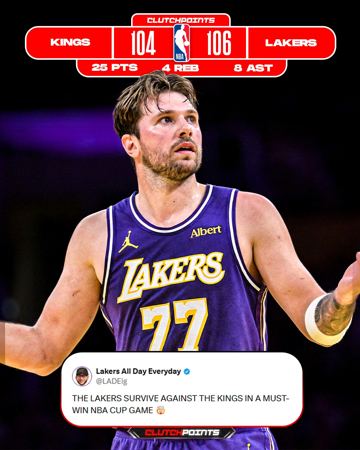 CLUTCHPOINTS
KINGS 104 106 LAKERS
NBA
25 PTS 4 REB 8 AST
Albert
LAKERS
77
Lakers All Day Everyday
@LADEig
THE LAKERS SURVIVE AGAINST THE KINGS IN A MUST-
WIN NBA CUP GAME 🤯
CLUTCHPOINTS